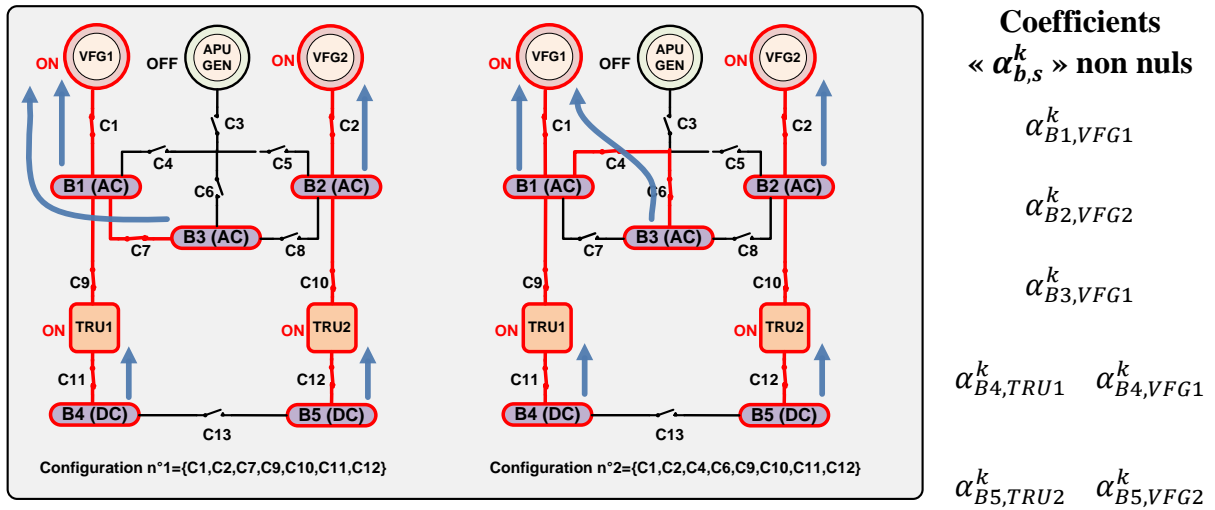 VFG1
ON
APU
GEN
OFF
VFG2
ON
C1
C3
C2
C4
C5
B1 (AC)
C6
B2 (AC)
B3 (AC)
C7
C8
C9
C10
ON
TRU1
ON
TRU2
C11
C12
B4 (DC)
B5 (DC)
C13
Configuration n°1={C1,C2,C7,C9,C10,C11,C12}
VFG1
ON
APU
GEN
OFF
VFG2
ON
C1
C3
C2
C4
C5
B1 (AC)
C6
B2 (AC)
B3 (AC)
C7
C8
C9
C10
ON
TRU1
ON
TRU2
C11
C12
B4 (DC)
B5 (DC)
C13
Configuration n°2={C1,C2,C4,C6,C9,C10,C11,C12}
Coefficients
« α^k_{b,s} » non nuls
α^k_{B1,VFG1}
α^k_{B2,VFG2}
α^k_{B3,VFG1}
α^k_{B4,TRU1} α^k_{B4,VFG1}
α^k_{B5,TRU2} α^k_{B5,VFG2}